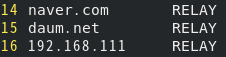 14 naver.com RELAY
15 daum.net RELAY
16 192.168.111 RELAY